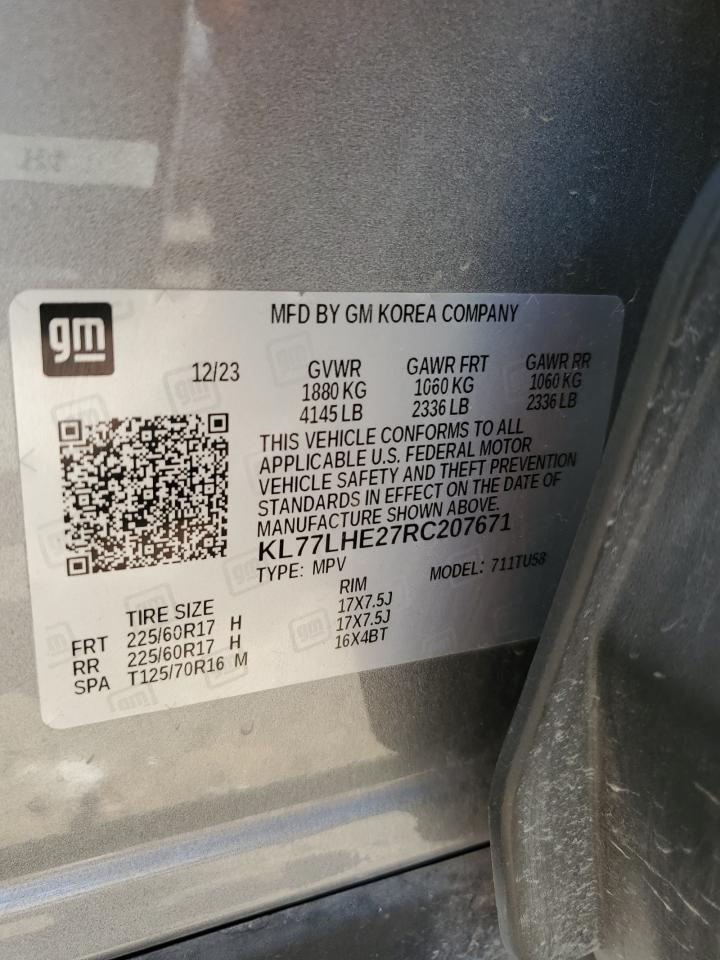 gm
MFD BY GM KOREA COMPANY
12/23
GVWR GAWR FRT GAWR RR
1880 KG 1060 KG 1060 KG
4145 LB 2336 LB 2336 LB
THIS VEHICLE CONFORMS TO ALL
APPLICABLE U.S. FEDERAL MOTOR
VEHICLE SAFETY AND THEFT PREVENTION
STANDARDS IN EFFECT ON THE DATE OF
MANUFACTURE SHOWN ABOVE.
KL77LHE27RC207671
TYPE: MPV MODEL: 711TU58
TIRE SIZE RIM
FRT 225/60R17 H 17X7.5J
RR 225/60R17 H 17X7.5J
SPA T125/70R16 M 16X4BT